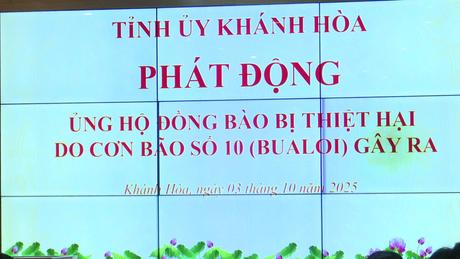 TỈNH ỦY KHÁNH HÒA
PHÁT ĐỘNG
ỦNG HỘ ĐỒNG BÀO BỊ THIỆT HẠI
DO CƠN BÃO SỐ 10 (BUALOI) GÂY RA
Khánh Hòa, ngày 03 tháng 10 năm 2025